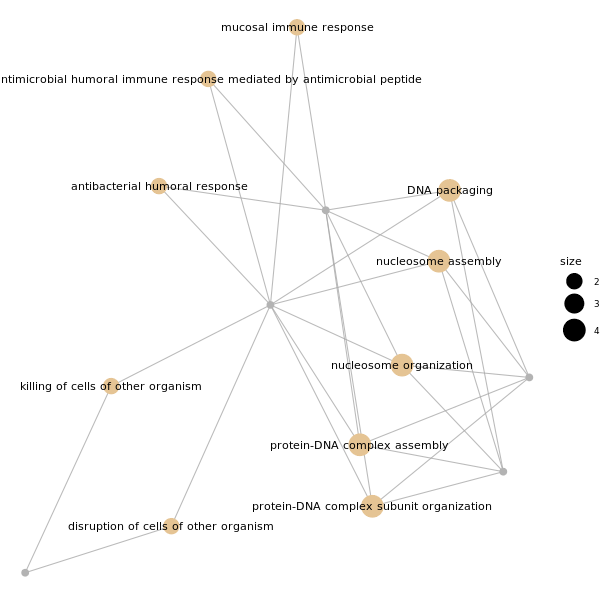 mucosal immune response
ntimicrobial humoral immune response mediated by antimicrobial peptide
antibacterial humoral response
DNA packaging
nucleosome assembly
size
2
3
4
nucleosome organization
killing of cells of other organism
protein-DNA complex assembly
protein-DNA complex subunit organization
disruption of cells of other organism